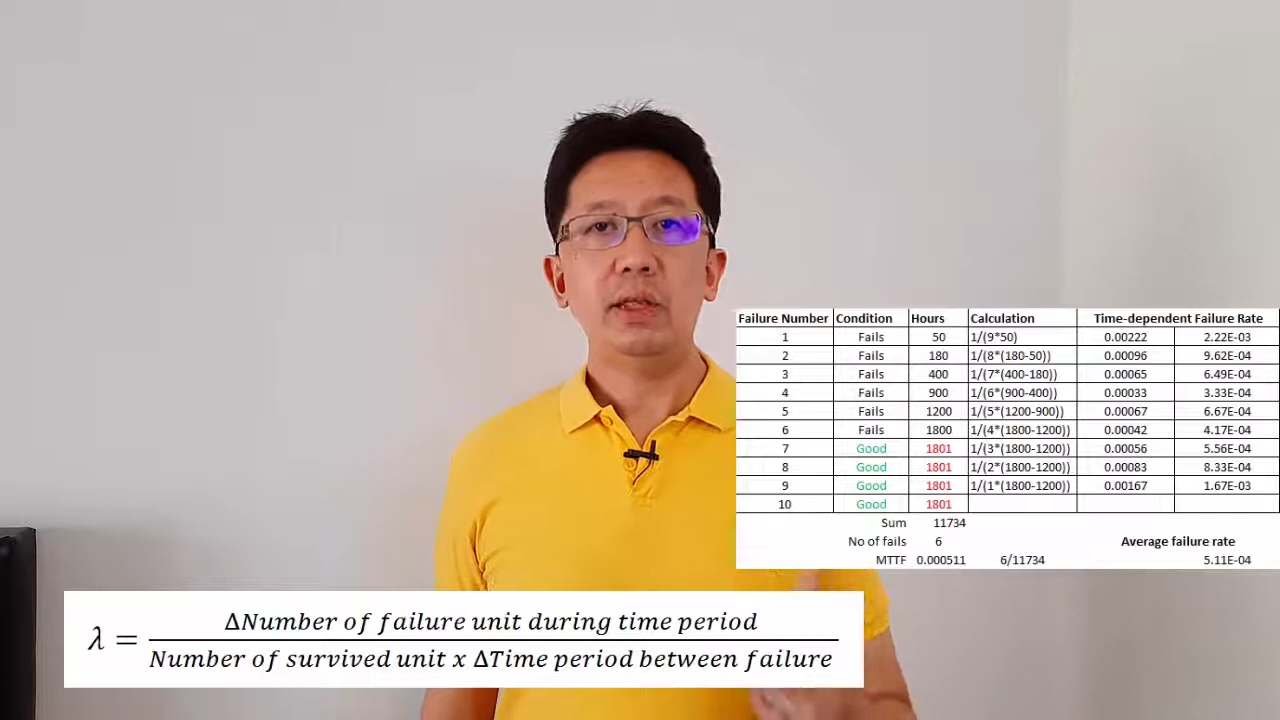 Failure Number Condition Hours Calculation Time-dependent Failure Rate
1 Fails 50 1/(9*50) 0.00222 2.22E-03
2 Fails 180 1/(8*(180-50)) 0.00096 9.62E-04
3 Fails 400 1/(7*(400-180)) 0.00065 6.49E-04
4 Fails 900 1/(6*(900-400)) 0.00033 3.33E-04
5 Fails 1200 1/(5*(1200-900)) 0.00067 6.67E-04
6 Fails 1800 1/(4*(1800-1200)) 0.00042 4.17E-04
7 Good 1801 1/(3*(1800-1200)) 0.00056 5.56E-04
8 Good 1801 1/(2*(1800-1200)) 0.00083 8.33E-04
9 Good 1801 1/(1*(1800-1200)) 0.00167 1.67E-03
10 Good 1801
Sum 11734
No of fails 6 Average failure rate
MTTF 0.000511 6/11734 5.11E-04
λ = ΔNumber of failure unit during time period
Number of survived unit x ΔTime period between failure